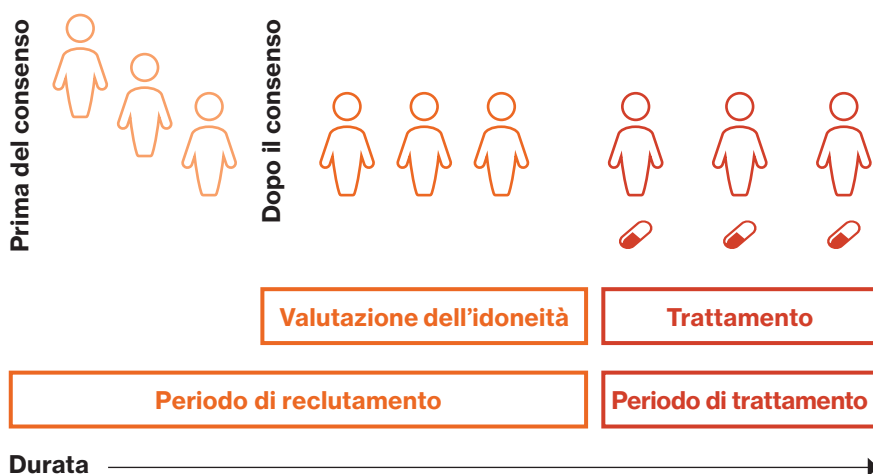 Prima del consenso
Dopo il consenso
Valutazione dell'idoneità
Trattamento
Periodo di reclutamento
Periodo di trattamento
Durata